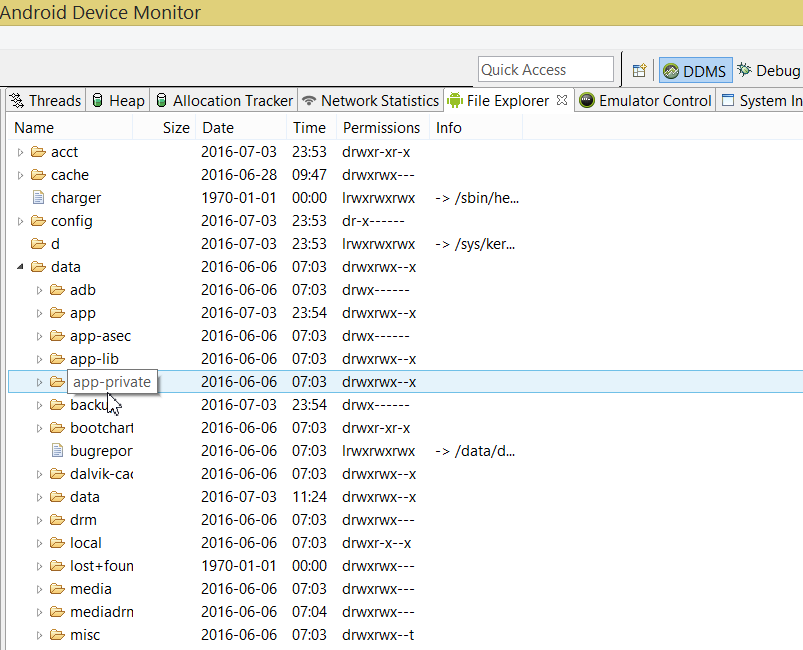 Android Device Monitor
Quick Access DDMS Debug
Threads Heap Allocation Tracker Network Statistics File Explorer Emulator Control System In
Name Size Date Time Permissions Info
acct 2016-07-03 23:53 drwxr-xr-x
cache 2016-06-28 09:47 drwxrwx---
charger 1970-01-01 00:00 lrwxrwxrwx -> /sbin/he...
config 2016-07-03 23:53 dr-x------
d 2016-07-03 23:53 lrwxrwxrwx -> /sys/ker...
data 2016-06-06 07:03 drwxrwx--x
adb 2016-06-06 07:03 drwx------
app 2016-07-03 23:54 drwxrwx--x
app-asec 2016-06-06 07:03 drwx------
app-lib 2016-06-06 07:03 drwxrwx--x
app-private 2016-06-06 07:03 drwxrwx--x
backu 2016-07-03 23:54 drwx------
bootchart 2016-06-06 07:03 drwxr-xr-x
bugrepor 2016-06-06 07:03 lrwxrwxrwx -> /data/d...
dalvik-cac 2016-06-06 07:03 drwxrwx--x
data 2016-07-03 11:24 drwxrwx--x
drm 2016-06-06 07:03 drwxrwx---
local 2016-06-06 07:03 drwxr-x--x
lost+foun 1970-01-01 00:00 drwxrwx---
media 2016-06-06 07:03 drwxrwx---
mediadrm 2016-06-06 07:04 drwxrwx---
misc 2016-06-06 07:03 drwxrwx--t